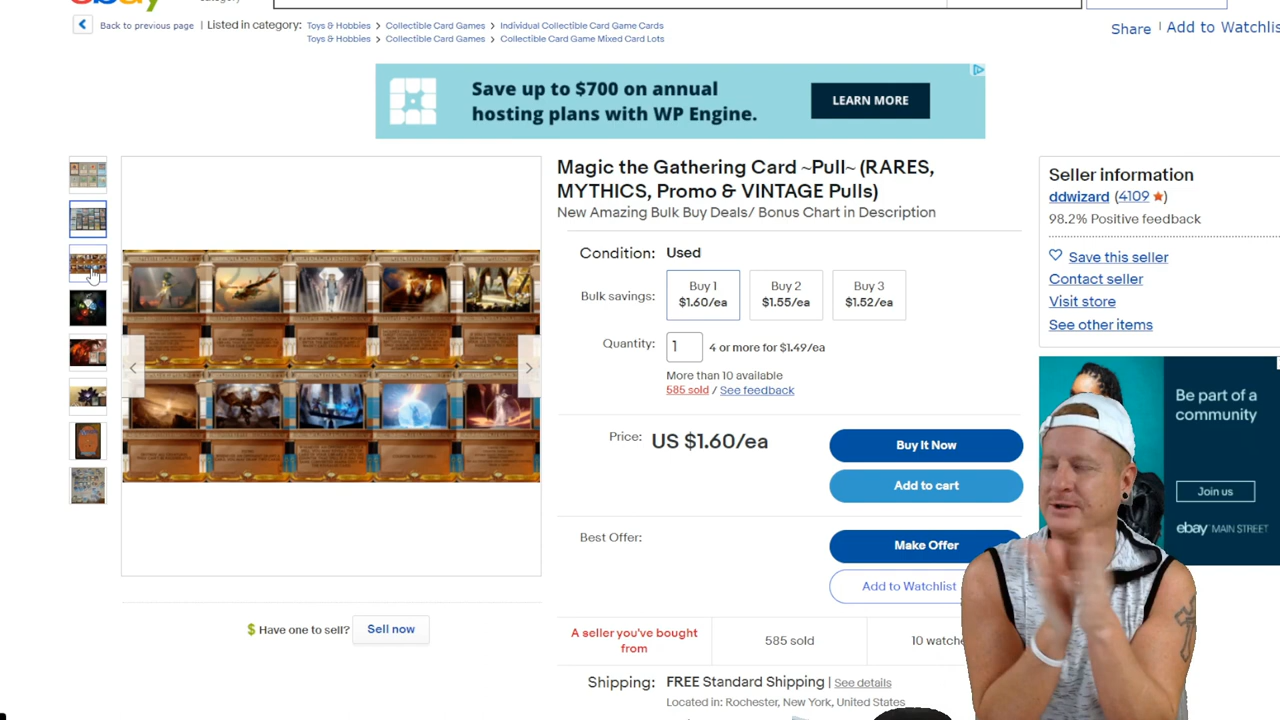 ebay
category
Back to previous page | Listed in category:
Toys & Hobbies > Collectible Card Games > Individual Collectible Card Game Cards
Toys & Hobbies > Collectible Card Games > Collectible Card Game Mixed Card Lots
Share | Add to Watchlis
Save up to $700 on annual
hosting plans with WP Engine.
LEARN MORE
Magic the Gathering Card ~Pull~ (RARES,
MYTHICS, Promo & VINTAGE Pulls)
New Amazing Bulk Buy Deals/ Bonus Chart in Description
Condition: Used
Bulk savings:
Buy 1
$1.60/ea
Buy 2
$1.55/ea
Buy 3
$1.52/ea
Quantity: 1 4 or more for $1.49/ea
More than 10 available
585 sold / See feedback
Price: US $1.60/ea
Buy It Now
Add to cart
Best Offer:
Make Offer
Add to Watchlist
A seller you've bought
from
585 sold
10 watche
Shipping: FREE Standard Shipping | See details
Located in: Rochester, New York, United States
$ Have one to sell? Sell now
Seller information
ddwizard (4109 ★)
98.2% Positive feedback
Save this seller
Contact seller
Visit store
See other items
Be part of a
community
Join us
ebay MAIN STREET